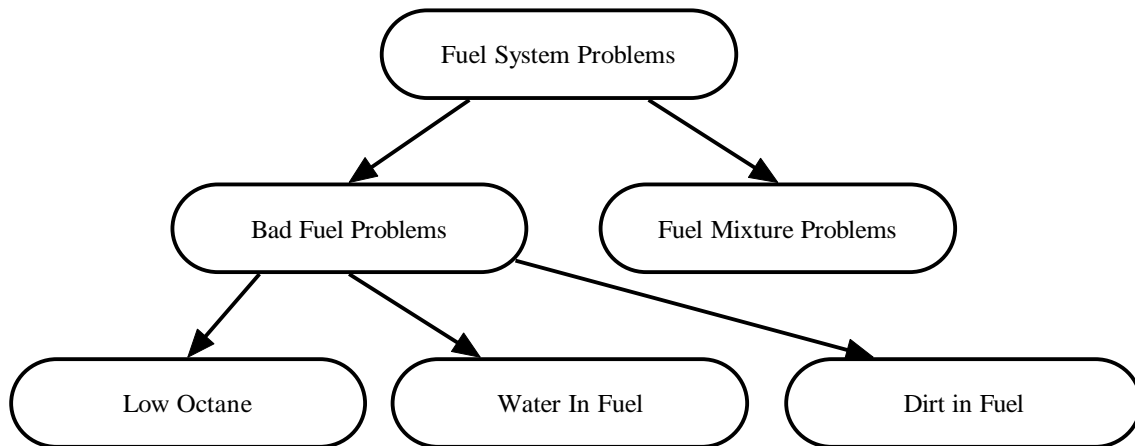 Fuel System Problems
Bad Fuel Problems
Fuel Mixture Problems
Low Octane
Water In Fuel
Dirt in Fuel